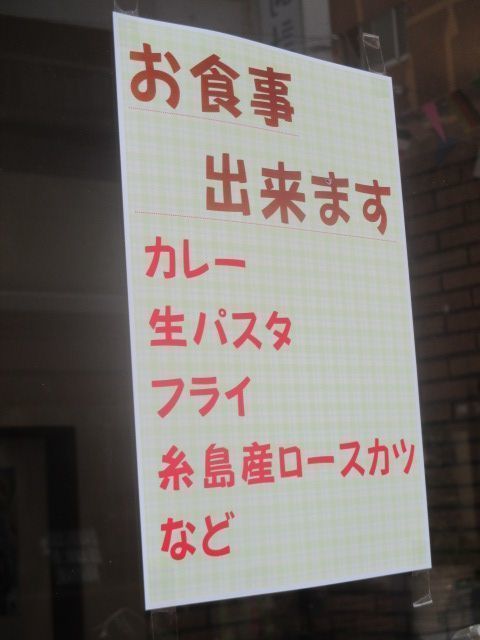 お食事
出来ます
カレー
生パスタ
フライ
糸島産ロースカツ
など